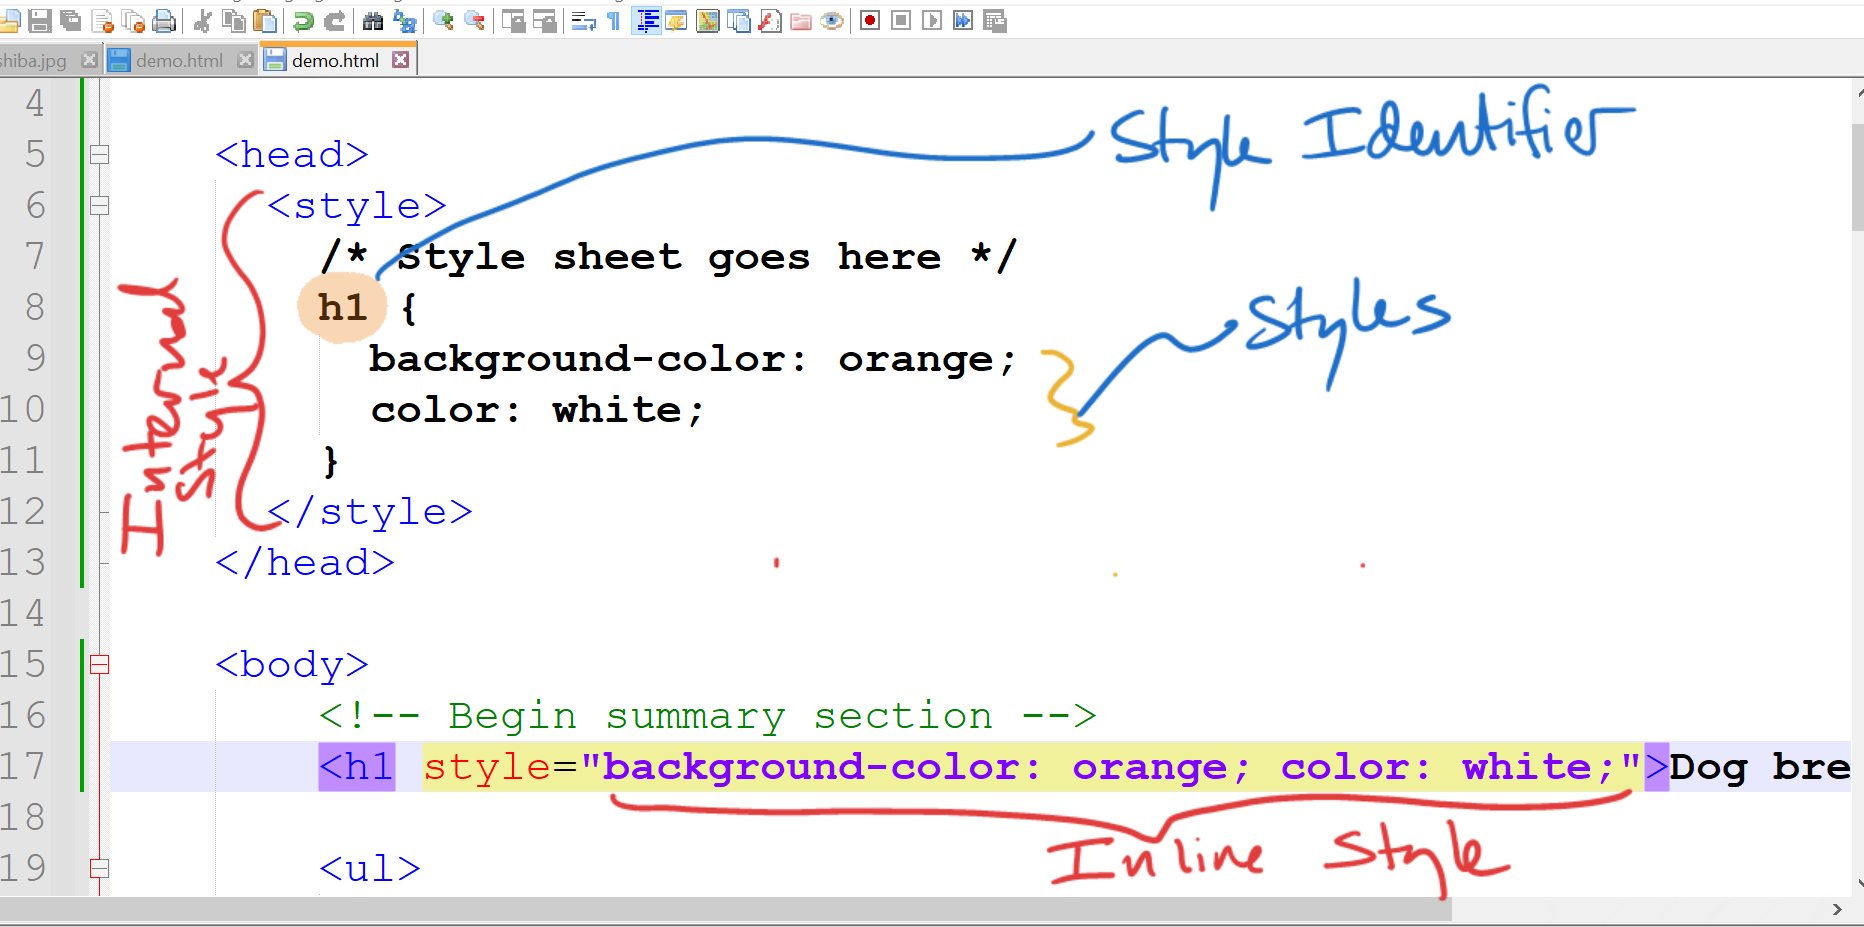 shiba.jpg demo.html demo.html
4
5 <head>
6 <style>
7 /* Style sheet goes here */
8 h1 {
9 background-color: orange;
10 color: white;
11 }
12 </style>
13 </head>
14
15 <body>
16 <!-- Begin summary section -->
17 <h1 style="background-color: orange; color: white;">Dog bre
18
19 <ul>
Style Identifier
Styles
Internal
Style
Inline Style